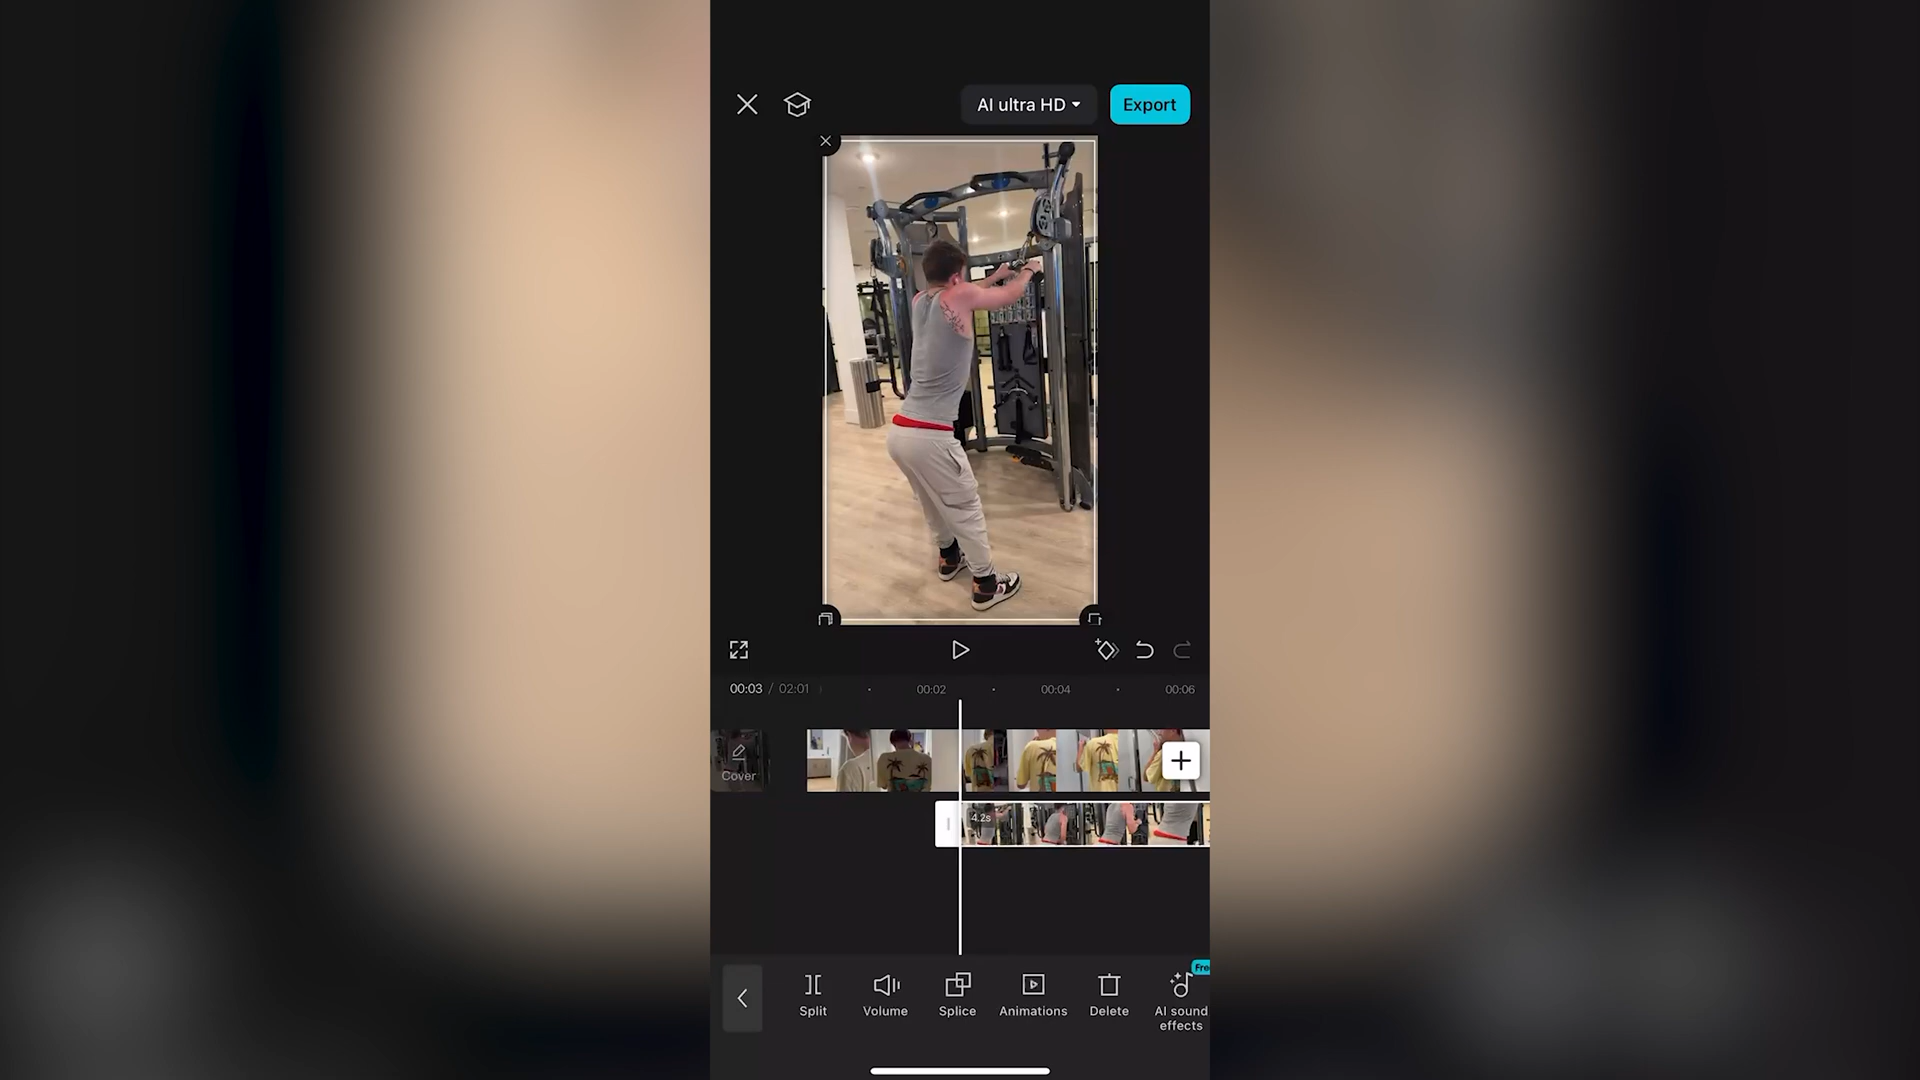 AI ultra HD
Export
00:03 / 02:01
00:02
00:04
00:06
Cover
4.2s
Split
Volume
Splice
Animations
Delete
Fre
AI sound
effects